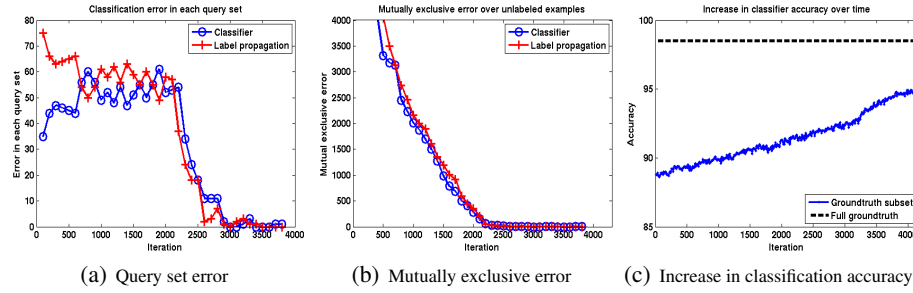 Classification error in each query set
Error in each query set
80
70
60
50
40
30
20
10
0
Classifier
Label propagation
0 500 1000 1500 2000 2500 3000 3500 4000
Iteration
(a) Query set error
Mutually exclusive error over unlabeled examples
Mutual exclusive error
4000
3500
3000
2500
2000
1500
1000
500
0
Classifier
Label propagation
0 500 1000 1500 2000 2500 3000 3500 4000
Iteration
(b) Mutually exclusive error
Increase in classifier accuracy over time
Accuracy
100
95
90
85
Groundtruth subset
Full groundtruth
0 500 1000 1500 2000 2500 3000 3500 4000
Iteration
(c) Increase in classification accuracy